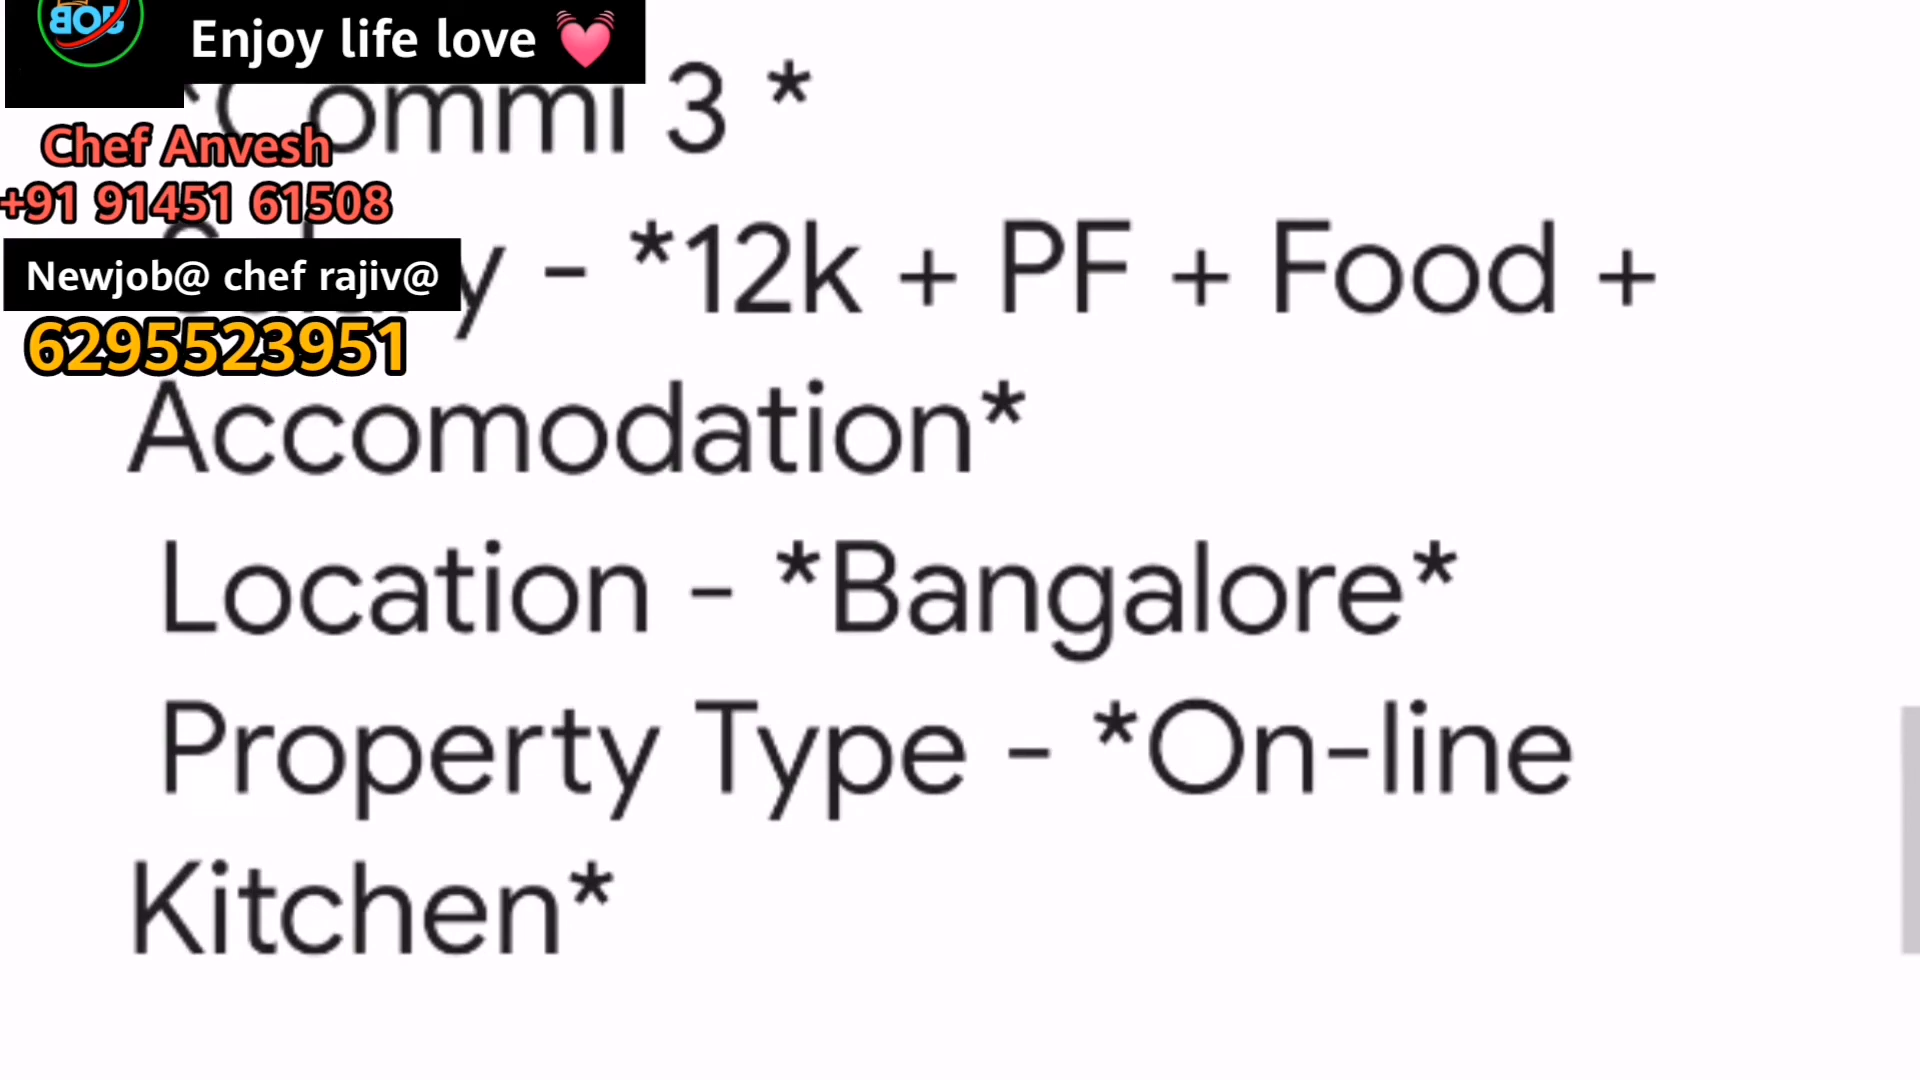 Enjoy life love 💓
*Commi 3 *
Chef Anvesh
+91 91451 61508
Salary - *12k + PF + Food +
Newjob@ chef rajiv@
6295523951
Accomodation*
Location - *Bangalore*
Property Type - *On-line
Kitchen*